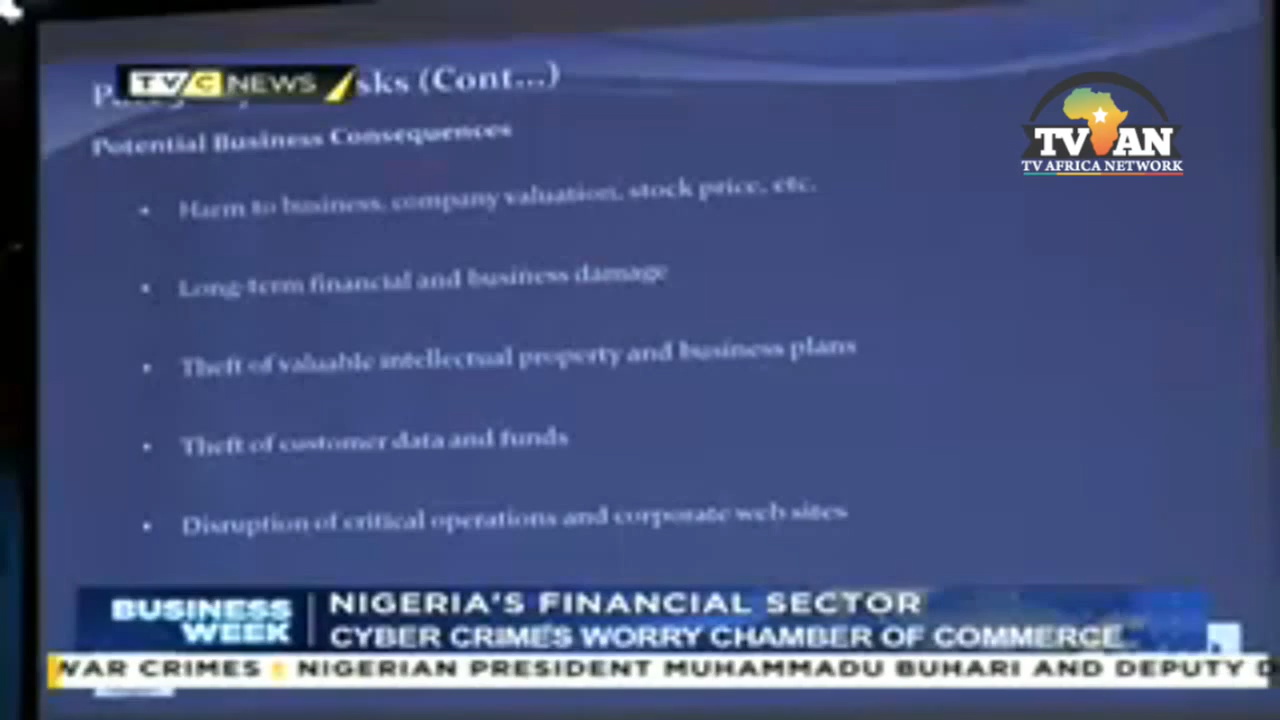 TVC NEWS
sks (Cont...)
TV AN
TV AFRICA NETWORK
Potential Business Consequences
• Harm to business, company valuation, stock price, etc.
• Long-term financial and business damage
• Theft of valuable intellectual property and business plans
• Theft of customer data and funds
• Disruption of critical operations and corporate web sites
BUSINESS WEEK
NIGERIA'S FINANCIAL SECTOR
CYBER CRIMES WORRY CHAMBER OF COMMERCE
WAR CRIMES NIGERIAN PRESIDENT MUHAMMADU BUHARI AND DEPUTY